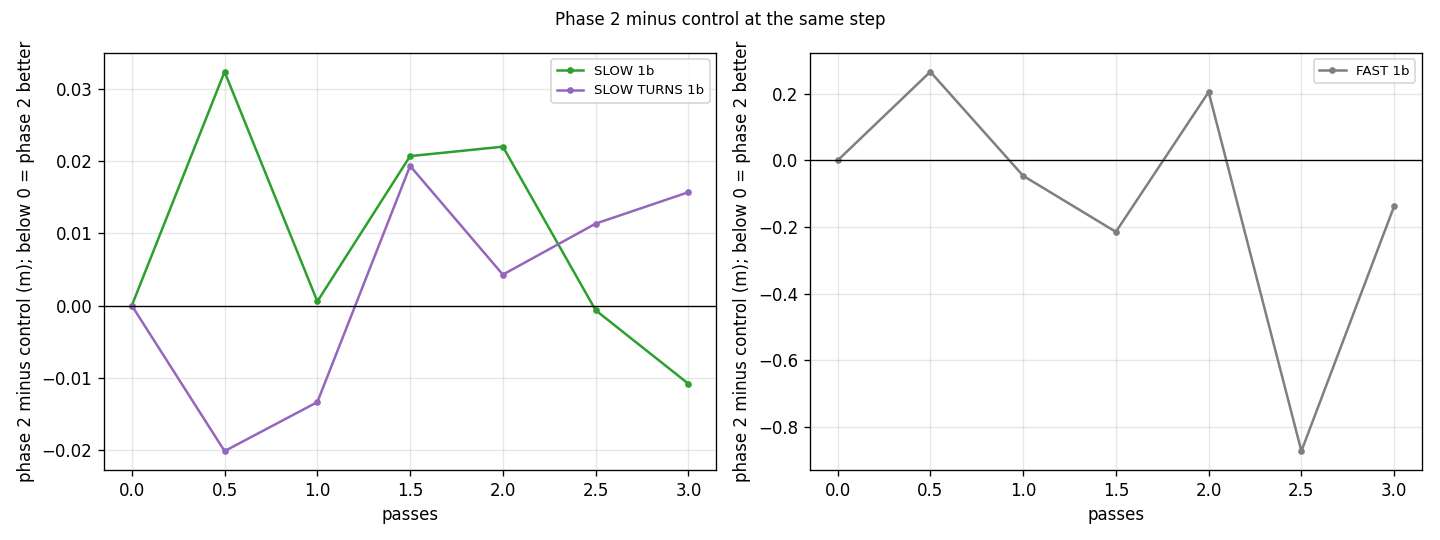 Phase 2 minus control at the same step
phase 2 minus control (m); below 0 = phase 2 better
0.03
0.02
0.01
0.00
−0.01
−0.02
SLOW 1b
SLOW TURNS 1b
0.0 0.5 1.0 1.5 2.0 2.5 3.0
passes
phase 2 minus control (m); below 0 = phase 2 better
0.2
0.0
−0.2
−0.4
−0.6
−0.8
FAST 1b
0.0 0.5 1.0 1.5 2.0 2.5 3.0
passes